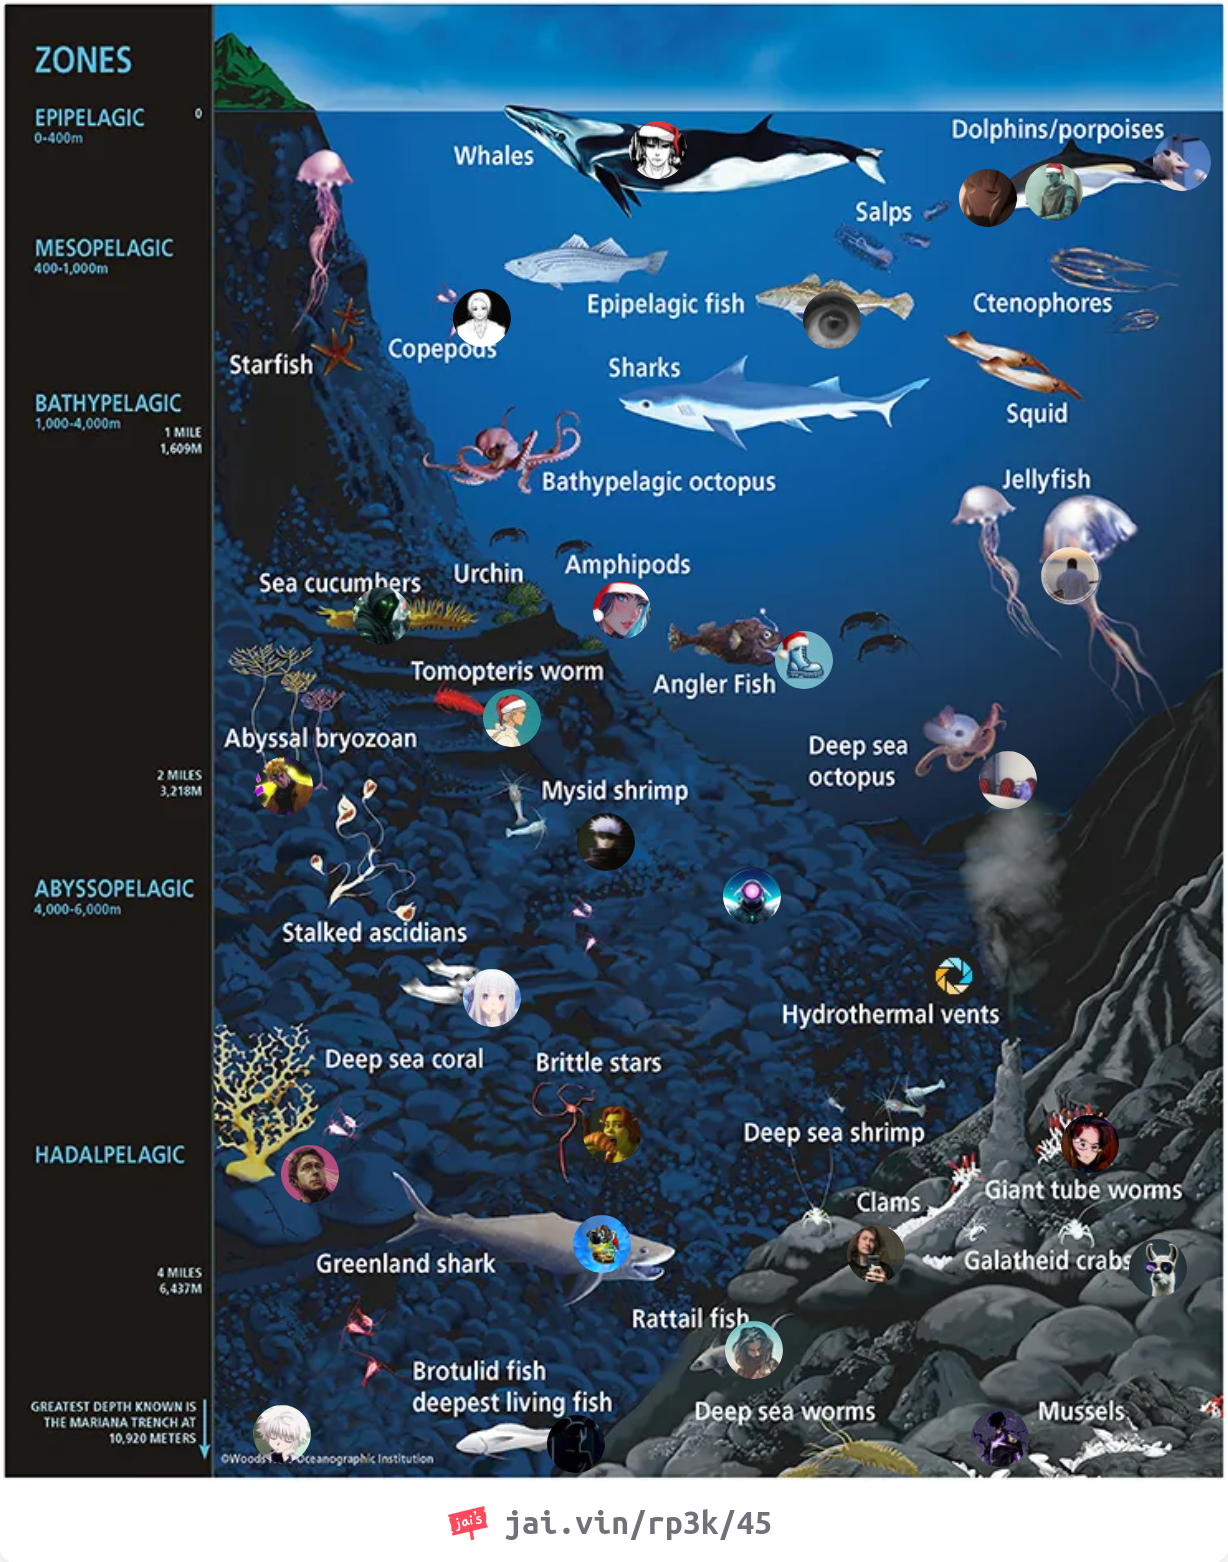 ZONES
EPIPELAGIC
0-400m
0
Whales
Dolphins/porpoises
Salps
MESOPELAGIC
400-1,000m
Epipelagic fish
Ctenophores
Copepods
Starfish
Sharks
BATHYPELAGIC
1,000-4,000m
1 MILE
1,609M
Squid
Bathypelagic octopus
Jellyfish
Sea cucumbers
Urchin
Amphipods
Tomopteris worm
Angler Fish
Abyssal bryozoan
Deep sea
octopus
2 MILES
3,218M
Mysid shrimp
ABYSSOPELAGIC
4,000-6,000m
Stalked ascidians
Hydrothermal vents
Deep sea coral
Brittle stars
Deep sea shrimp
HADALPELAGIC
Giant tube worms
Clams
Greenland shark
Galatheid crabs
4 MILES
6,437M
Rattail fish
Brotulid fish
deepest living fish
GREATEST DEPTH KNOWN IS
THE MARIANA TRENCH AT
10,920 METERS
Deep sea worms
Mussels
©Woods Oceanographic Institution
jai's
jai.vin/rp3k/45